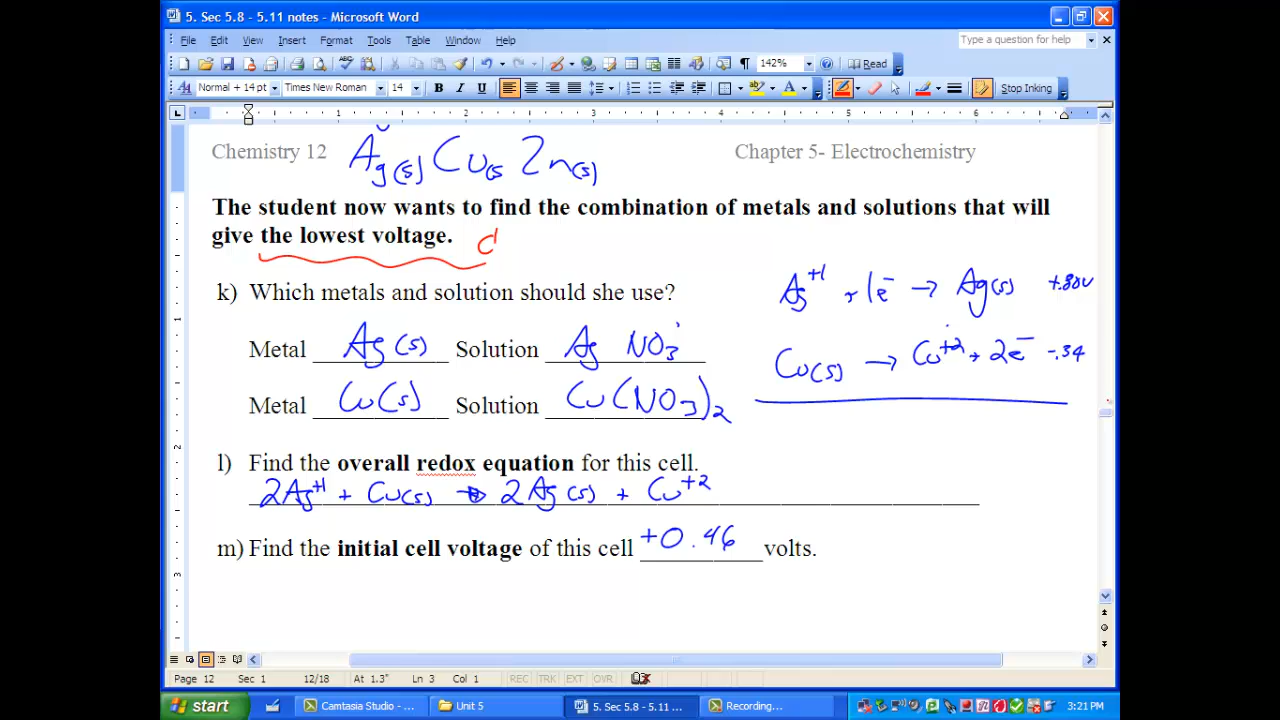 5. Sec 5.8 - 5.11 notes - Microsoft Word
File Edit View Insert Format Tools Table Window Help
Type a question for help
142%
Read
Normon + 14 pt Times New Roman 14 B I U
Stop Inking
1 2 3 4 5 6
Chemistry 12 Ag(s) Cu(s Zn(s) Chapter 5- Electrochemistry
The student now wants to find the combination of metals and solutions that will
give the lowest voltage.
k) Which metals and solution should she use?
Ag+1 + 1e- → Ag(s) +.80v
Metal Ag(s) Solution Ag NO3
Cu(s) → Cu+2 + 2e- -.34
Metal Cu(s) Solution Cu(NO3)2
l) Find the overall redox equation for this cell.
2Ag+1 + Cu(s) → 2Ag(s) + Cu+2
m) Find the initial cell voltage of this cell +0.46 volts.
Page 12 Sec 1 12/18 At 1.3" Ln 3 Col 1 REC TRK EXT OVR
start Camtasia Studio - ... Unit 5 5. Sec 5.8 - 5.11 ... Recording... 3:21 PM